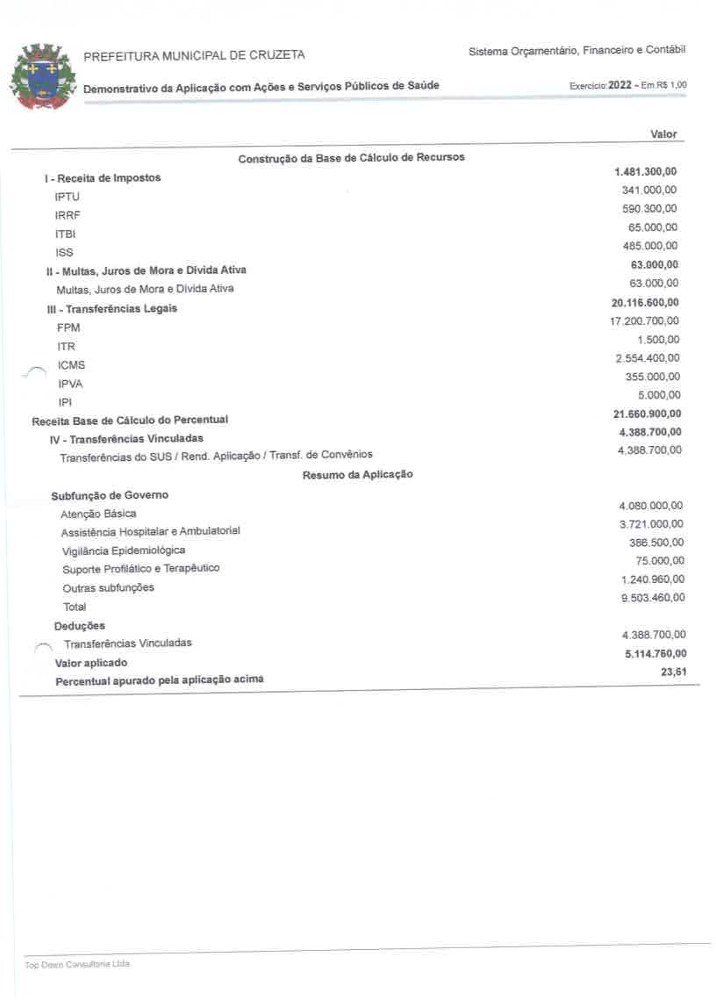 PREFEITURA MUNICIPAL DE CRUZETA
Sistema Orçamentário, Financeiro e Contábil
Demonstrativo da Aplicação com Ações e Serviços Públicos de Saúde
Exercício: 2022 - Em R$ 1,00
Valor
Construção da Base de Cálculo de Recursos
I - Receita de Impostos 1.481.300,00
IPTU 341.000,00
IRRF 590.300,00
ITBI 65.000,00
ISS 485.000,00
II - Multas, Juros de Mora e Dívida Ativa 63.000,00
Multas, Juros de Mora e Dívida Ativa 63.000,00
III - Transferências Legais 20.116.600,00
FPM 17.200.700,00
ITR 1.500,00
ICMS 2.554.400,00
IPVA 355.000,00
IPI 5.000,00
Receita Base de Cálculo do Percentual 21.660.900,00
IV - Transferências Vinculadas 4.388.700,00
Transferências do SUS / Rend. Aplicação / Transf. de Convênios 4.388.700,00
Resumo da Aplicação
Subfunção de Governo
Atenção Básica 4.080.000,00
Assistência Hospitalar e Ambulatorial 3.721.000,00
Vigilância Epidemiológica 386.500,00
Suporte Profilático e Terapêutico 75.000,00
Outras subfunções 1.240.960,00
Total 9.503.460,00
Deduções
Transferências Vinculadas 4.388.700,00
Valor aplicado 5.114.760,00
Percentual apurado pela aplicação acima 23,61
Top Down Consultoria Ltda